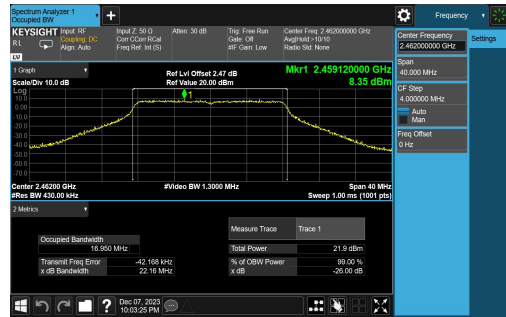 Spectrum Analyzer 1
Occupied BW
+
Frequency
KEYSIGHT Input: RF
Coupling: DC
Align: Auto
R L
LV
Input Z: 50 Ω
Corr CCorr RCal
Freq Ref: Int (S)
Atten: 30 dB
Trig: Free Run
Gate: Off
#IF Gain: Low
Center Freq: 2.462000000 GHz
Avg|Hold:>10/10
Radio Std: None
Center Frequency
2.462000000 GHz
Settings
Span
40.000 MHz
CF Step
4.000000 MHz
Auto
Man
Freq Offset
0 Hz
1 Graph
Scale/Div 10.0 dB
Ref Lvl Offset 2.47 dB
Ref Value 20.00 dBm
Mkr1 2.459120000 GHz
8.35 dBm
Log
10.0
0.00
-10.0
-20.0
-30.0
-40.0
-50.0
-60.0
-70.0
1
Center 2.46200 GHz
#Res BW 430.00 kHz
#Video BW 1.3000 MHz
Span 40 MHz
Sweep 1.00 ms (1001 pts)
2 Metrics
Measure Trace Trace 1
Occupied Bandwidth
16.950 MHz
Total Power 21.9 dBm
Transmit Freq Error -42.168 kHz
% of OBW Power 99.00 %
x dB Bandwidth 22.16 MHz
x dB -26.00 dB
?
Dec 07, 2023
10:03:25 PM